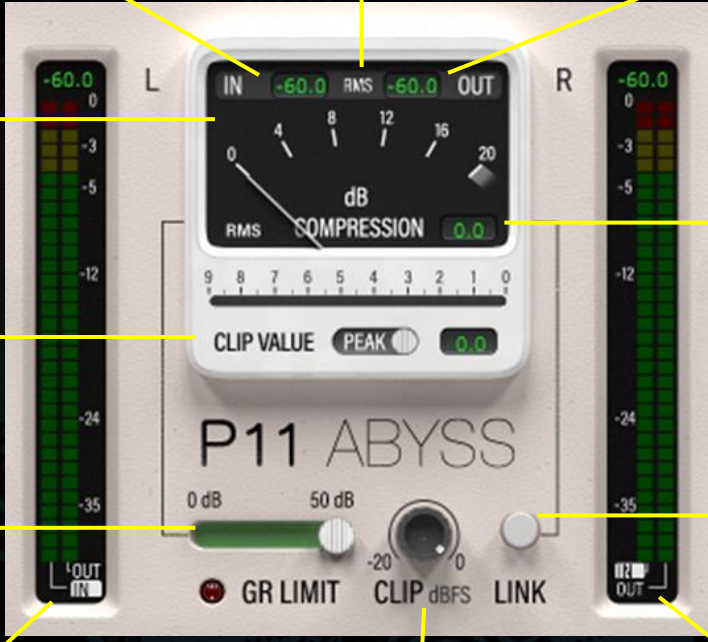 -60.0
0
-3
-5
-12
-24
-35
OUT
IN
L
IN -60.0 RMS -60.0 OUT
0 4 8 12 16 20
dB
RMS COMPRESSION 0.0
9 8 7 6 5 4 3 2 1 0
CLIP VALUE PEAK 0.0
P11 ABYSS
0 dB 50 dB
-20 0
GR LIMIT CLIP dBFS LINK
R
-60.0
0
-3
-5
-12
-24
-35
IN
OUT